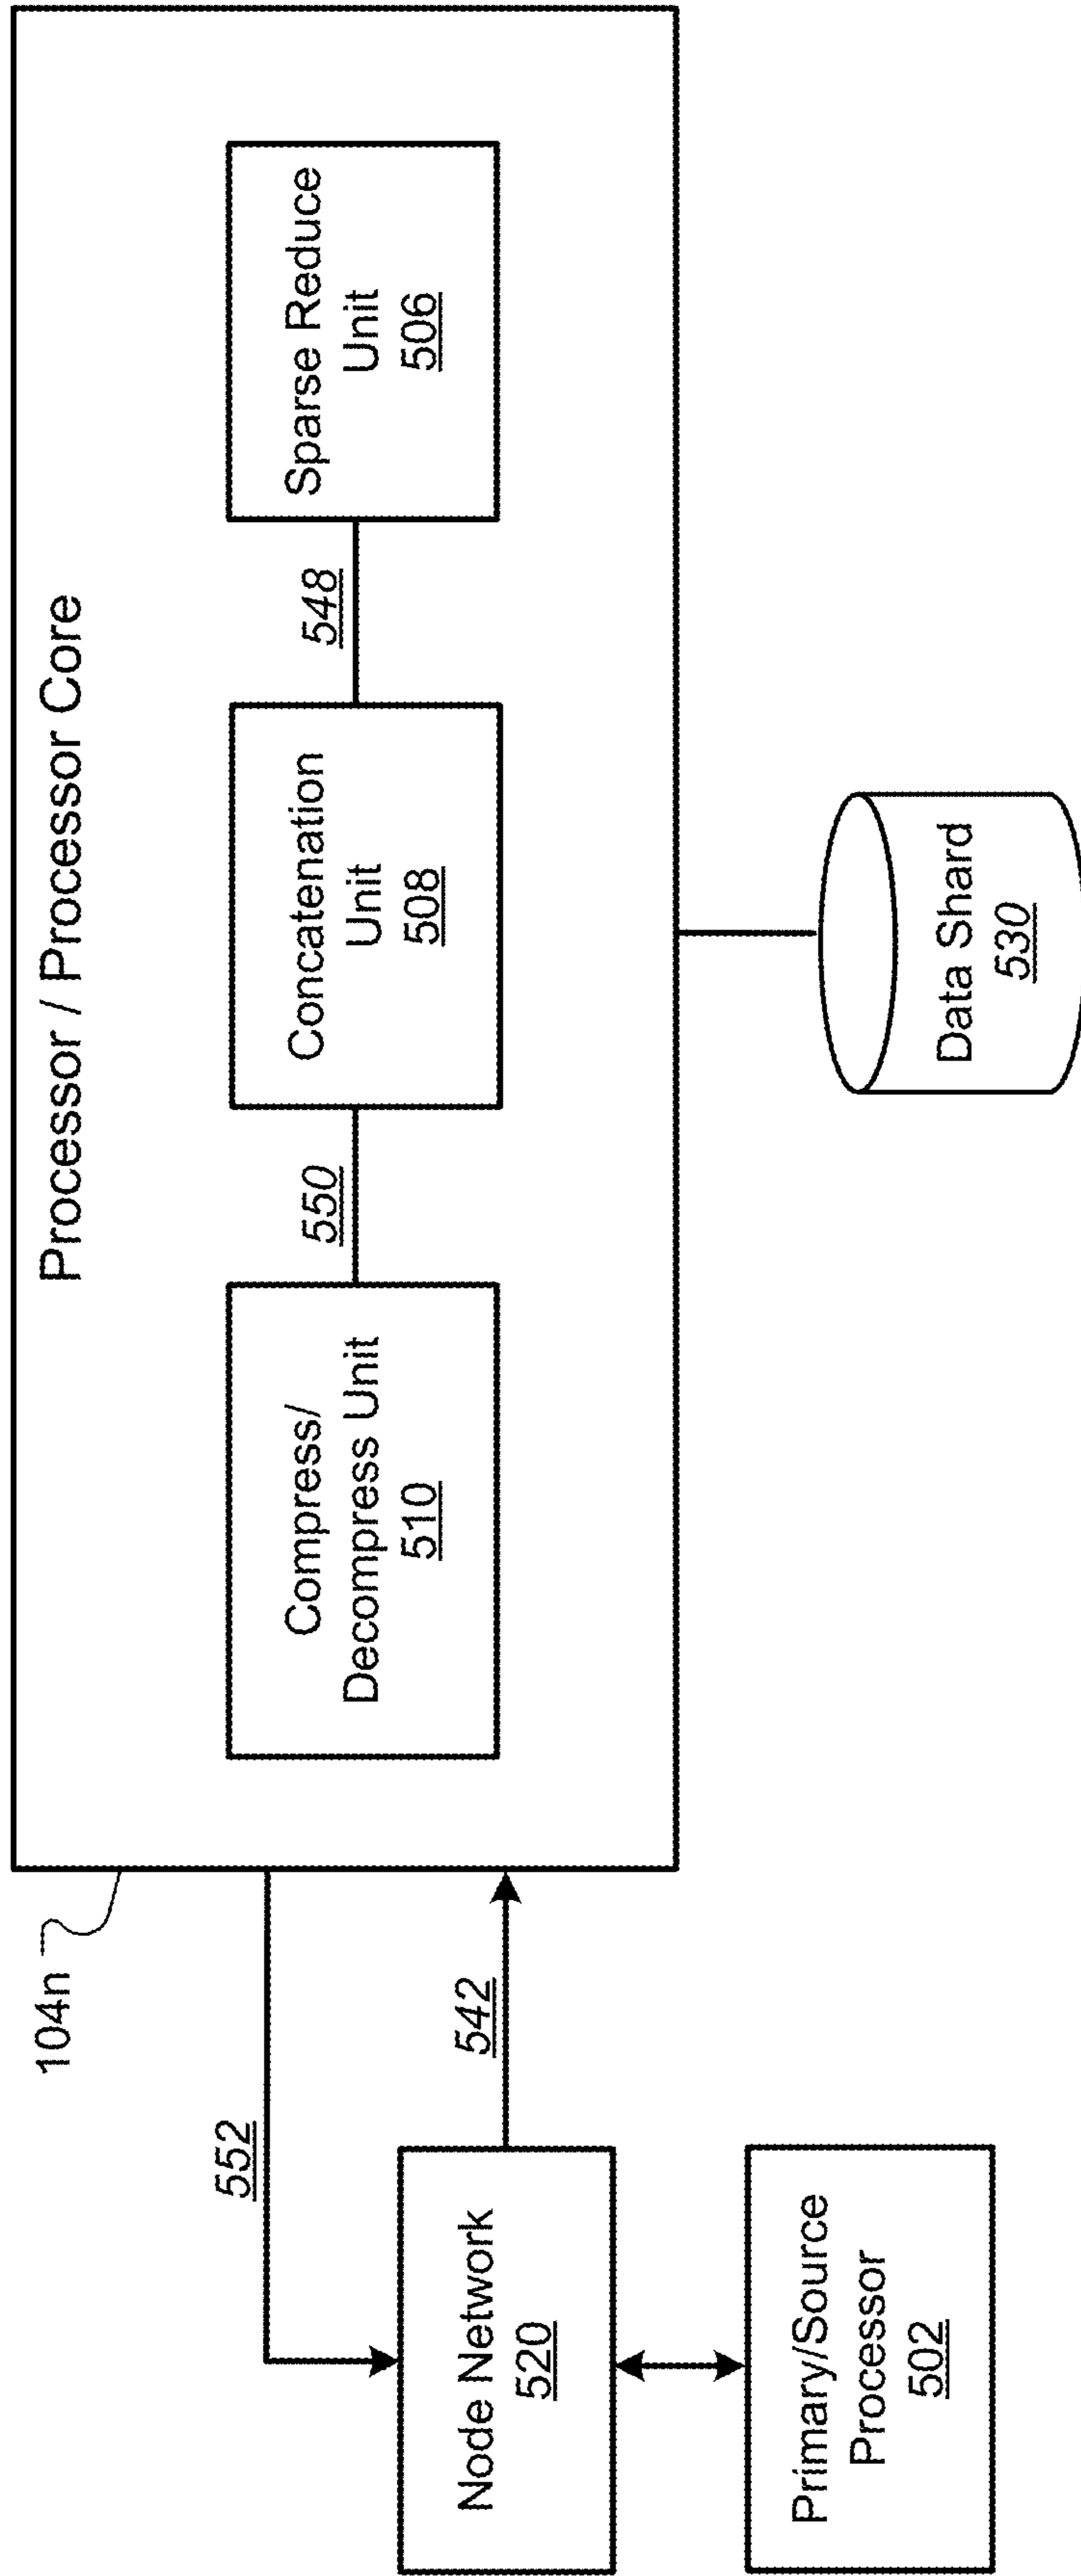 Processor / Processor Core
104n
Compress/
Decompress Unit
510
550
Concatenation
Unit
508
548
Sparse Reduce
Unit
506
552
542
Node Network
520
Primary/Source
Processor
502
Data Shard
530